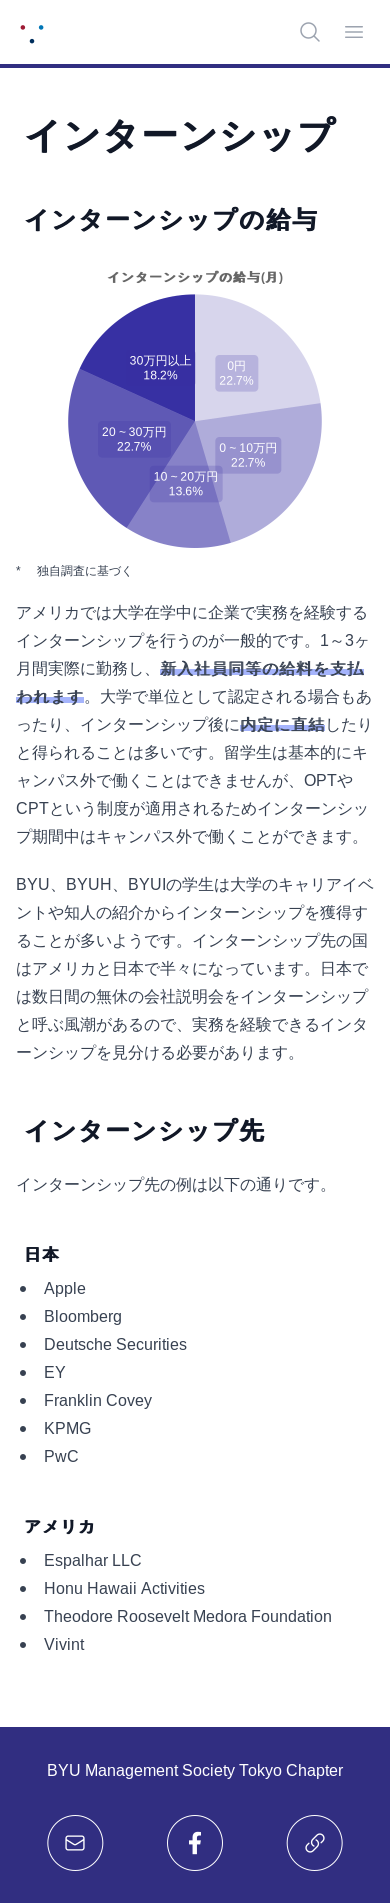 インターンシップ
インターンシップの給与
インターンシップの給与(月)
30万円以上
18.2%
0円
22.7%
20 ~ 30万円
22.7%
0 ~ 10万円
22.7%
10 ~ 20万円
13.6%
* 独自調査に基づく
アメリカでは大学在学中に企業で実務を経験する
インターンシップを行うのが一般的です。1～3ヶ
月間実際に勤務し、新入社員同等の給料を支払
われます。大学で単位として認定される場合もあ
ったり、インターンシップ後に内定に直結したり
と得られることは多いです。留学生は基本的にキ
ャンパス外で働くことはできませんが、OPTや
CPTという制度が適用されるためインターンシッ
プ期間中はキャンパス外で働くことができます。
BYU、BYUH、BYUIの学生は大学のキャリアイベ
ントや知人の紹介からインターンシップを獲得す
ることが多いようです。インターンシップ先の国
はアメリカと日本で半々になっています。日本で
は数日間の無休の会社説明会をインターンシップ
と呼ぶ風潮があるので、実務を経験できるインタ
ーンシップを見分ける必要があります。
インターンシップ先
インターンシップ先の例は以下の通りです。
日本
• Apple
• Bloomberg
• Deutsche Securities
• EY
• Franklin Covey
• KPMG
• PwC
アメリカ
• Espalhar LLC
• Honu Hawaii Activities
• Theodore Roosevelt Medora Foundation
• Vivint
BYU Management Society Tokyo Chapter